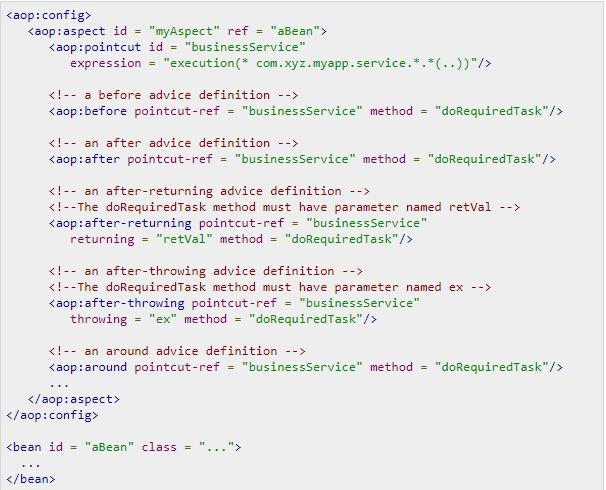 <aop:config>
   <aop:aspect id = "myAspect" ref = "aBean">
      <aop:pointcut id = "businessService"
         expression = "execution(* com.xyz.myapp.service.*.*(..))"/>

      <!-- a before advice definition -->
      <aop:before pointcut-ref = "businessService" method = "doRequiredTask"/>

      <!-- an after advice definition -->
      <aop:after pointcut-ref = "businessService" method = "doRequiredTask"/>

      <!-- an after-returning advice definition -->
      <!--The doRequiredTask method must have parameter named retVal -->
      <aop:after-returning pointcut-ref = "businessService"
         returning = "retVal" method = "doRequiredTask"/>

      <!-- an after-throwing advice definition -->
      <!--The doRequiredTask method must have parameter named ex -->
      <aop:after-throwing pointcut-ref = "businessService"
         throwing = "ex" method = "doRequiredTask"/>

      <!-- an around advice definition -->
      <aop:around pointcut-ref = "businessService" method = "doRequiredTask"/>
      ...
   </aop:aspect>
</aop:config>

<bean id = "aBean" class = "...">
  ...
</bean>